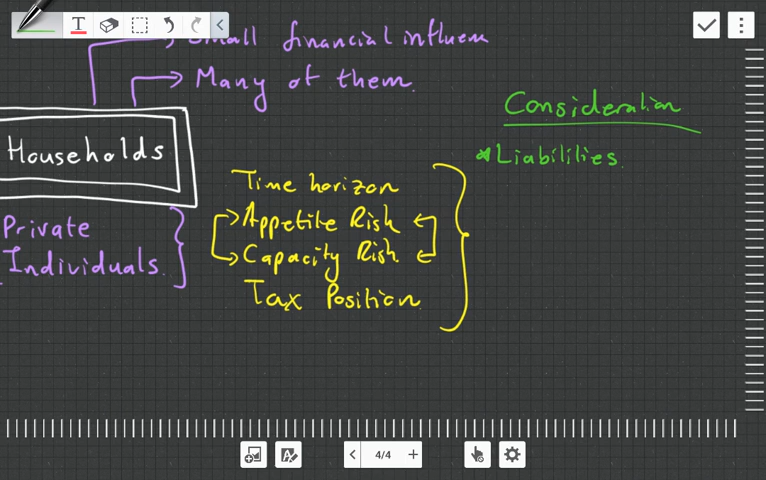 T
Small financial influen
Many of them.
Consideration
Households
* Liabilities.
Time horizon
Private
Appetite Risk
Individuals.
Capacity Risk.
Tax Position
4/4